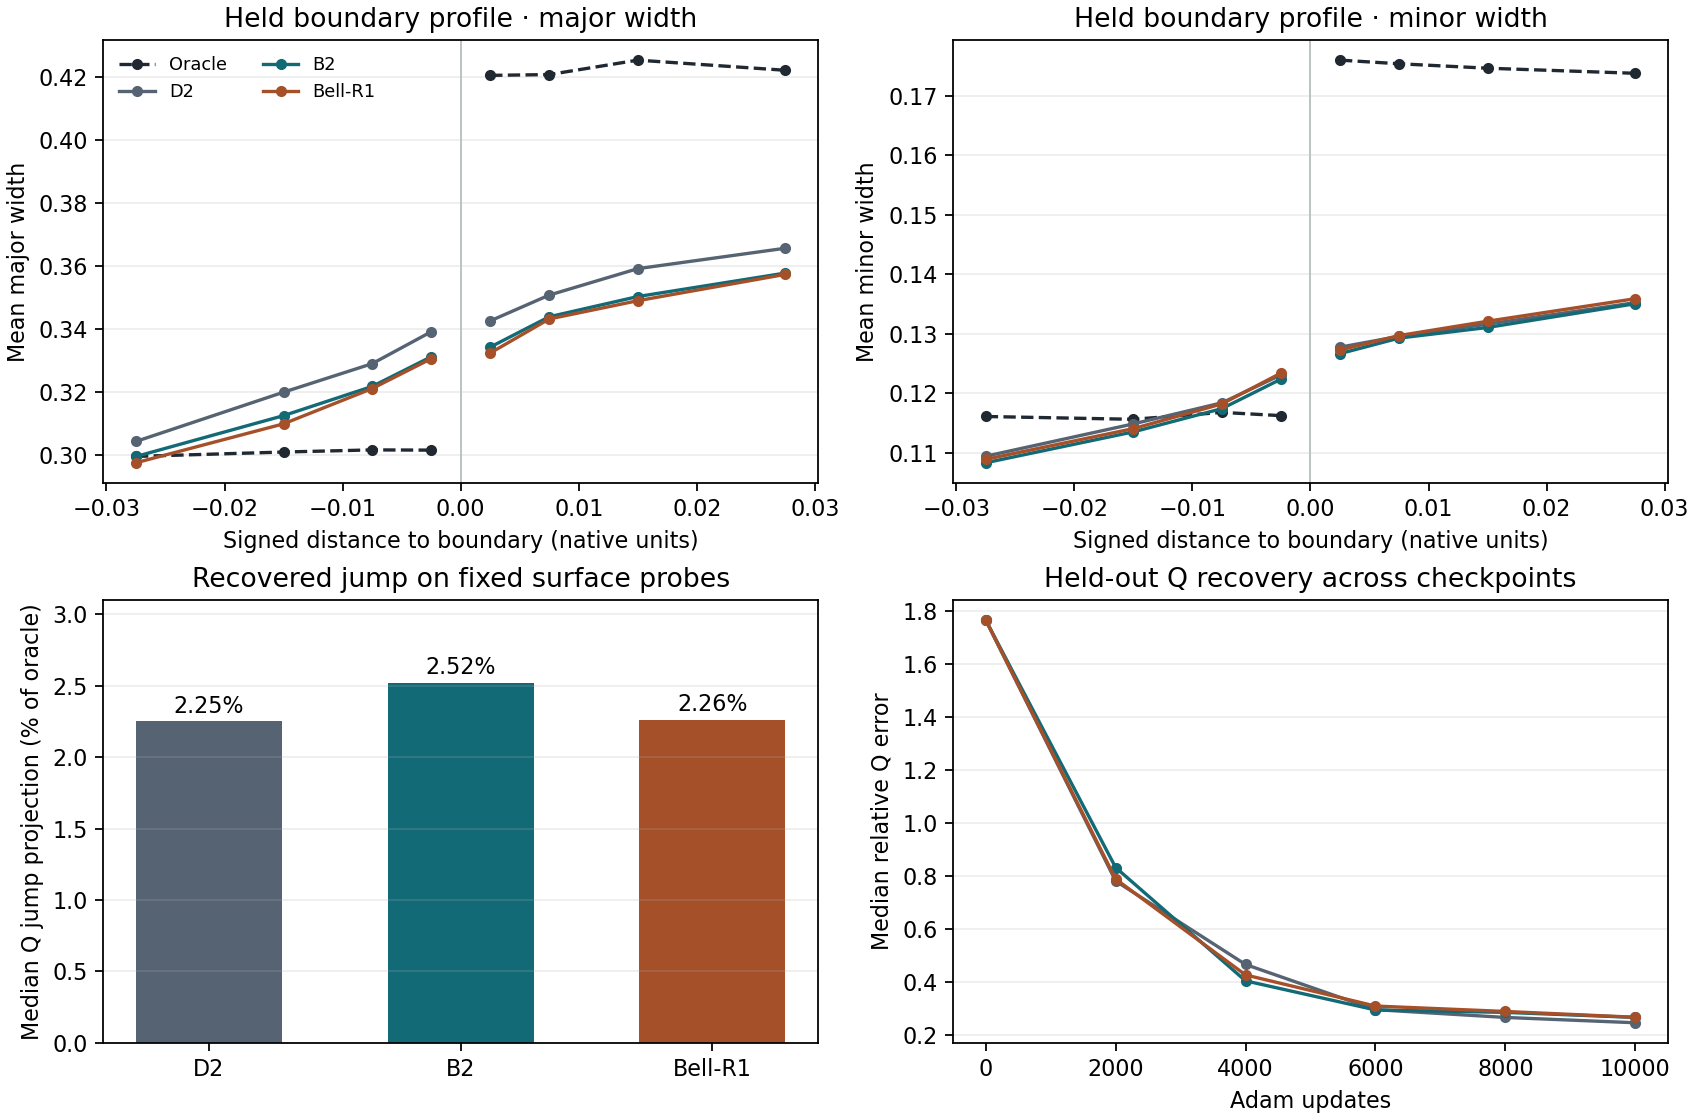 Held boundary profile · major width
Oracle
D2
B2
Bell-R1
0.42
0.40
0.38
0.36
0.34
0.32
0.30
Mean major width
−0.03 −0.02 −0.01 0.00 0.01 0.02 0.03
Signed distance to boundary (native units)
Held boundary profile · minor width
0.17
0.16
0.15
0.14
0.13
0.12
0.11
Mean minor width
−0.03 −0.02 −0.01 0.00 0.01 0.02 0.03
Signed distance to boundary (native units)
Recovered jump on fixed surface probes
3.0
2.5
2.0
1.5
1.0
0.5
0.0
Median Q jump projection (% of oracle)
2.25%
2.52%
2.26%
D2 B2 Bell-R1
Held-out Q recovery across checkpoints
1.8
1.6
1.4
1.2
1.0
0.8
0.6
0.4
0.2
Median relative Q error
0 2000 4000 6000 8000 10000
Adam updates